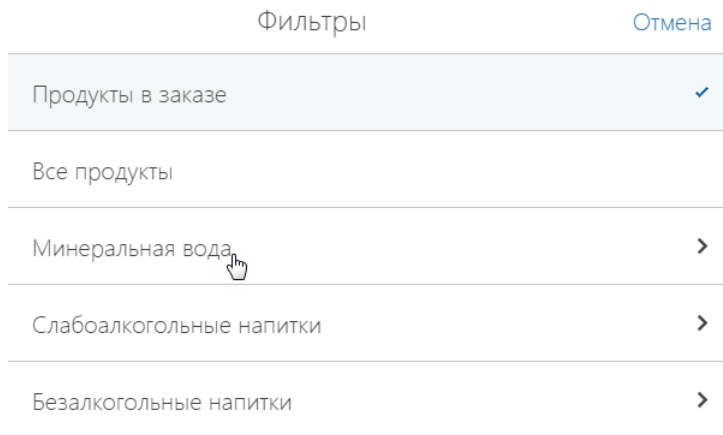 Фильтры Отмена
Продукты в заказе
Все продукты
Минеральная вода
Слабоалкогольные напитки
Безалкогольные напитки